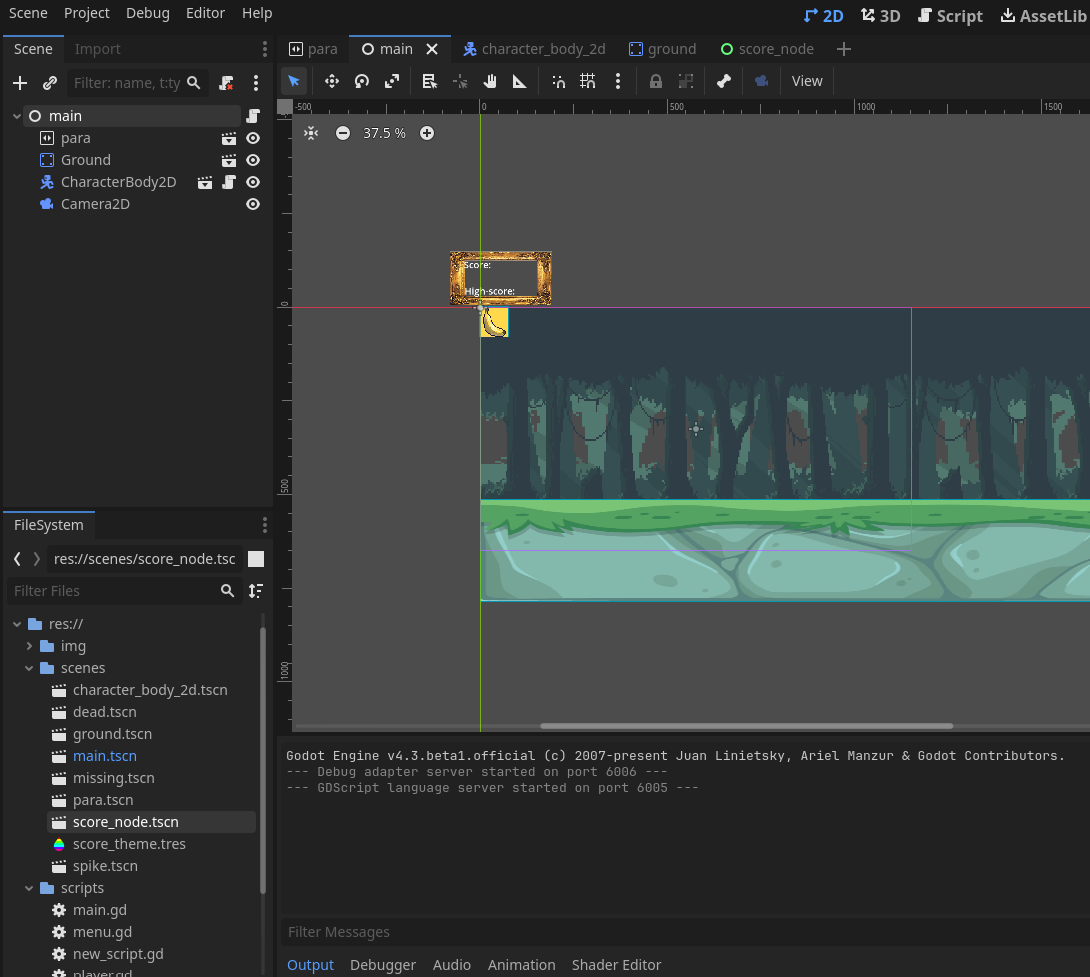 Scene Project Debug Editor Help
2D 3D Script AssetLib
Scene Import
para main character_body_2d ground score_node
Filter: name, t:ty
View
main
-500 0 500 1000 1500
para
37.5 %
Ground
CharacterBody2D
Camera2D
Score:
High-score:
0
500
1000
FileSystem
res://scenes/score_node.tsc
Filter Files
res://
img
scenes
character_body_2d.tscn
dead.tscn
ground.tscn
main.tscn
missing.tscn
para.tscn
score_node.tscn
score_theme.tres
spike.tscn
scripts
main.gd
menu.gd
new_script.gd
player.gd
Godot Engine v4.3.beta1.official (c) 2007-present Juan Linietsky, Ariel Manzur & Godot Contributors.
--- Debug adapter server started on port 6006 ---
--- GDScript language server started on port 6005 ---
Filter Messages
Output Debugger Audio Animation Shader Editor